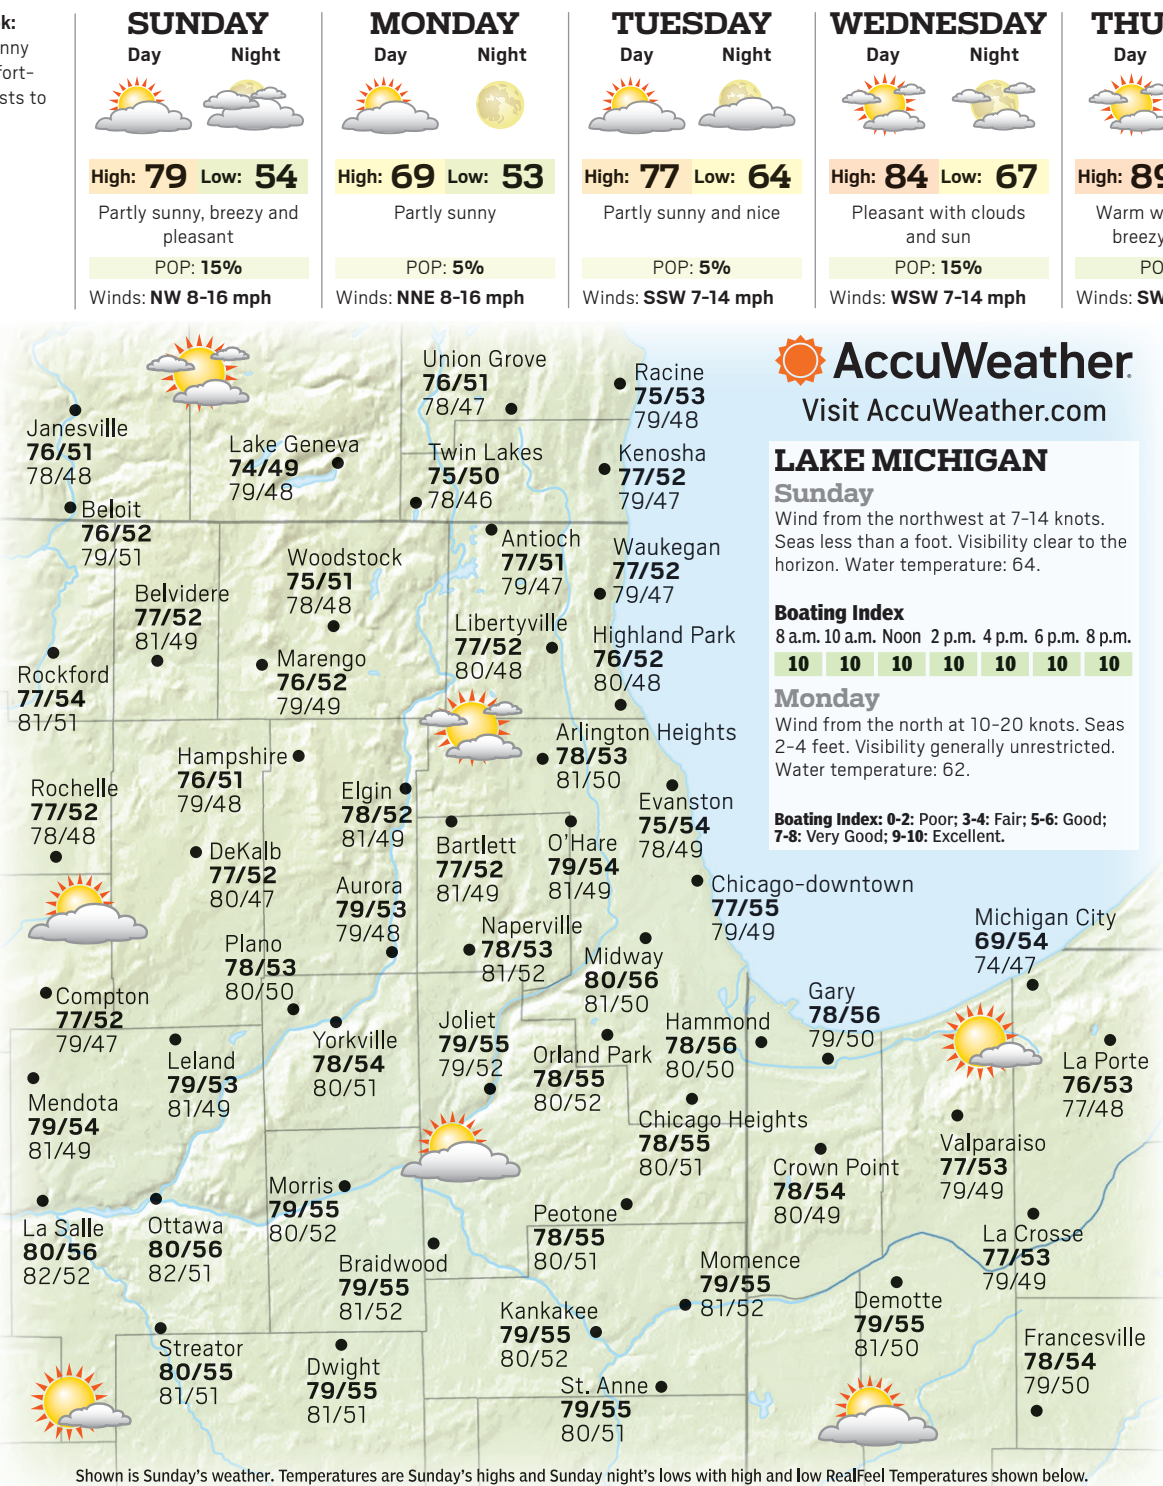 k:
nny
fort-
sts to
SUNDAY
Day Night
High: 79 Low: 54
Partly sunny, breezy and
pleasant
POP: 15%
Winds: NW 8-16 mph
MONDAY
Day Night
High: 69 Low: 53
Partly sunny
POP: 5%
Winds: NNE 8-16 mph
TUESDAY
Day Night
High: 77 Low: 64
Partly sunny and nice
POP: 5%
Winds: SSW 7-14 mph
WEDNESDAY
Day Night
High: 84 Low: 67
Pleasant with clouds
and sun
POP: 15%
Winds: WSW 7-14 mph
THU
Day
High: 89
Warm w
breezy
PO
Winds: SW
AccuWeather
Visit AccuWeather.com
LAKE MICHIGAN
Sunday
Wind from the northwest at 7-14 knots.
Seas less than a foot. Visibility clear to the
horizon. Water temperature: 64.
Boating Index
8 a.m. 10 a.m. Noon 2 p.m. 4 p.m. 6 p.m. 8 p.m.
10 10 10 10 10 10 10
Monday
Wind from the north at 10-20 knots. Seas
2-4 feet. Visibility generally unrestricted.
Water temperature: 62.
Boating Index: 0-2: Poor; 3-4: Fair; 5-6: Good;
7-8: Very Good; 9-10: Excellent.
Union Grove
76/51
78/47
Racine
75/53
79/48
Janesville
76/51
78/48
Lake Geneva
74/49
79/48
Twin Lakes
75/50
78/46
Kenosha
77/52
79/47
Beloit
76/52
79/51
Antioch
77/51
79/47
Waukegan
77/52
79/47
Woodstock
75/51
78/48
Belvidere
77/52
81/49
Libertyville
77/52
80/48
Highland Park
76/52
80/48
Rockford
77/54
81/51
Marengo
76/52
79/49
Arlington Heights
78/53
81/50
Hampshire
76/51
79/48
Rochelle
77/52
78/48
Elgin
78/52
81/49
Evanston
75/54
78/49
Bartlett
77/52
81/49
O'Hare
79/54
81/49
DeKalb
77/52
80/47
Aurora
79/53
79/48
Chicago-downtown
77/55
79/49
Michigan City
69/54
74/47
Naperville
78/53
81/52
Plano
78/53
80/50
Midway
80/56
81/50
Compton
77/52
79/47
Gary
78/56
79/50
Joliet
79/55
79/52
Hammond
78/56
80/50
Yorkville
78/54
80/51
Leland
79/53
81/49
Orland Park
78/55
80/52
La Porte
76/53
77/48
Mendota
79/54
81/49
Chicago Heights
78/55
80/51
Valparaiso
77/53
79/49
Crown Point
78/54
80/49
Morris
79/55
80/52
Peotone
78/55
80/51
La Salle
80/56
82/52
Ottawa
80/56
82/51
La Crosse
77/53
79/49
Braidwood
79/55
81/52
Momence
79/55
81/52
Demotte
79/55
81/50
Kankakee
79/55
80/52
Francesville
78/54
79/50
Streator
80/55
81/51
Dwight
79/55
81/51
St. Anne
79/55
80/51
Shown is Sunday's weather. Temperatures are Sunday's highs and Sunday night's lows with high and low RealFeel Temperatures shown below.